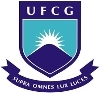 UFCG
SUPRA OMNES LUX LUCES